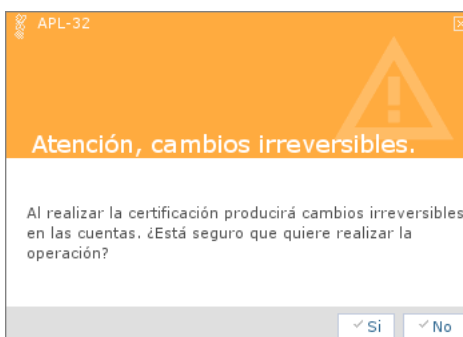 APL-32
Atención, cambios irreversibles.
Al realizar la certificación producirá cambios irreversibles
en las cuentas. ¿Está seguro que quiere realizar la
operación?
Si
No